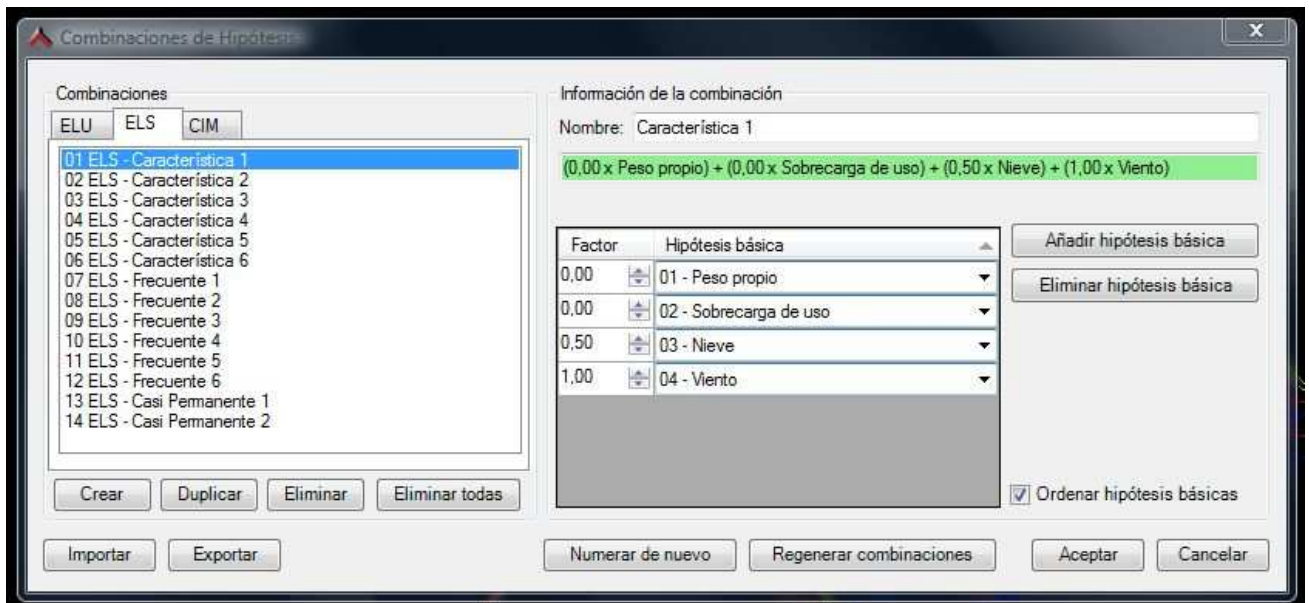 Combinaciones de Hipótesis
X
Combinaciones
ELU ELS CIM
01 ELS - Característica 1
02 ELS - Característica 2
03 ELS - Característica 3
04 ELS - Característica 4
05 ELS - Característica 5
06 ELS - Característica 6
07 ELS - Frecuente 1
08 ELS - Frecuente 2
09 ELS - Frecuente 3
10 ELS - Frecuente 4
11 ELS - Frecuente 5
12 ELS - Frecuente 6
13 ELS - Casi Permanente 1
14 ELS - Casi Permanente 2
Crear Duplicar Eliminar Eliminar todas
Información de la combinación
Nombre: Característica 1
(0,00 x Peso propio) + (0,00 x Sobrecarga de uso) + (0,50 x Nieve) + (1,00 x Viento)
Factor Hipótesis básica
0,00 01 - Peso propio
0,00 02 - Sobrecarga de uso
0,50 03 - Nieve
1,00 04 - Viento
Añadir hipótesis básica
Eliminar hipótesis básica
Ordenar hipótesis básicas
Importar Exportar Numerar de nuevo Regenerar combinaciones Aceptar Cancelar